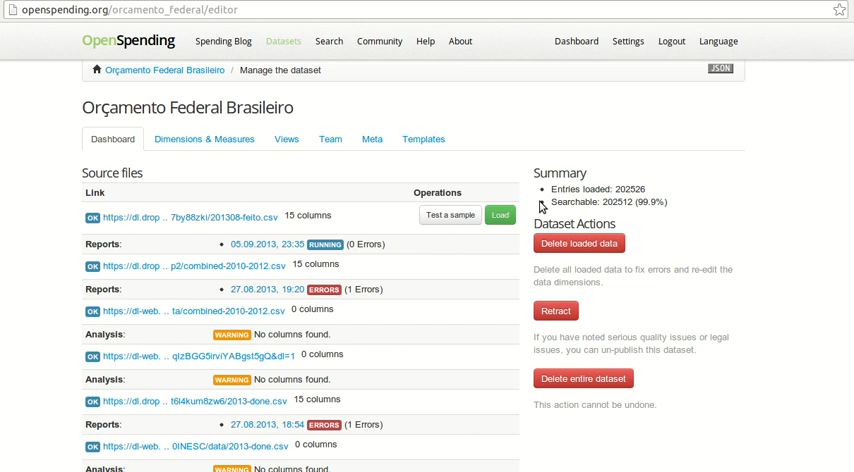 openspending.org/orcamento_federal/editor
OpenSpending Spending Blog Datasets Search Community Help About Dashboard Settings Logout Language
Orçamento Federal Brasileiro / Manage the dataset JSON
Orçamento Federal Brasileiro
Dashboard Dimensions & Measures Views Team Meta Templates
Source files
Link Operations
OK https://dl.drop .. 7by88zki/201308-feito.csv 15 columns Test a sample Load
Reports: • 05.09.2013, 23:35 RUNNING (0 Errors)
OK https://dl.drop .. p2/combined-2010-2012.csv 15 columns
Reports: • 27.08.2013, 19:20 ERRORS (1 Errors)
OK https://dl-web. .. ta/combined-2010-2012.csv 0 columns
Analysis: WARNING No columns found.
OK https://dl-web. .. qIzBGG5irviYABgst5gQ&dl=1 0 columns
Analysis: WARNING No columns found.
OK https://dl.drop .. t6l4kum8zw6/2013-done.csv 15 columns
Reports: • 27.08.2013, 18:54 ERRORS (1 Errors)
OK https://dl-web. .. 0INESC/data/2013-done.csv 0 columns
Analysis: WARNING No columns found.
Summary
• Entries loaded: 202526
• Searchable: 202512 (99.9%)
Dataset Actions
Delete loaded data
Delete all loaded data to fix errors and re-edit the
data dimensions.
Retract
If you have noted serious quality issues or legal
issues, you can un-publish this dataset.
Delete entire dataset
This action cannot be undone.